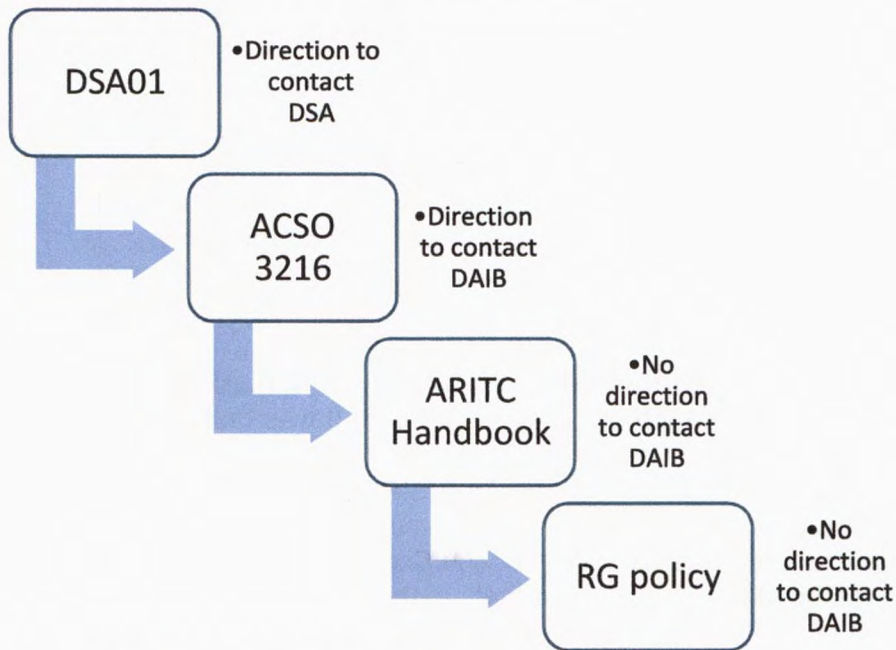 DSA01
•Direction to
contact
DSA
ACSO
3216
•Direction
to contact
DAIB
ARITC
Handbook
•No
direction
to contact
DAIB
RG policy
•No
direction
to contact
DAIB